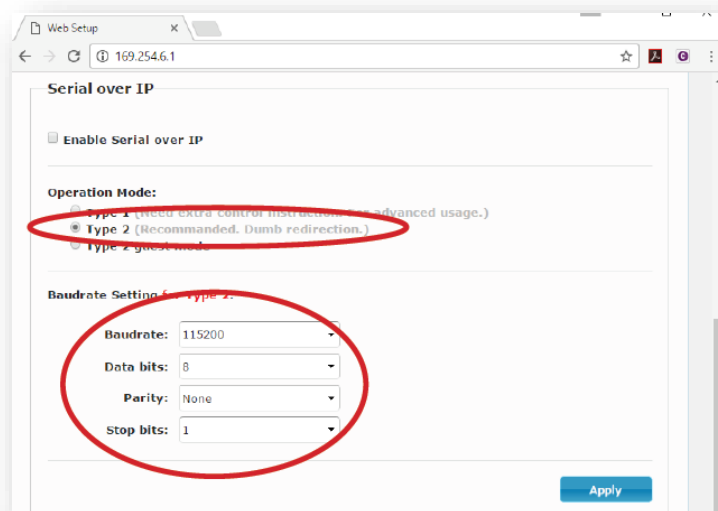 Web Setup
169.254.6.1
Serial over IP
Enable Serial over IP
Operation Mode:
Type 1 (Need extra control instruction. For advanced usage.)
Type 2 (Recommanded. Dumb redirection.)
Type 2 guest mode
Baudrate Setting for Type 2:
Baudrate: 115200
Data bits: 8
Parity: None
Stop bits: 1
Apply